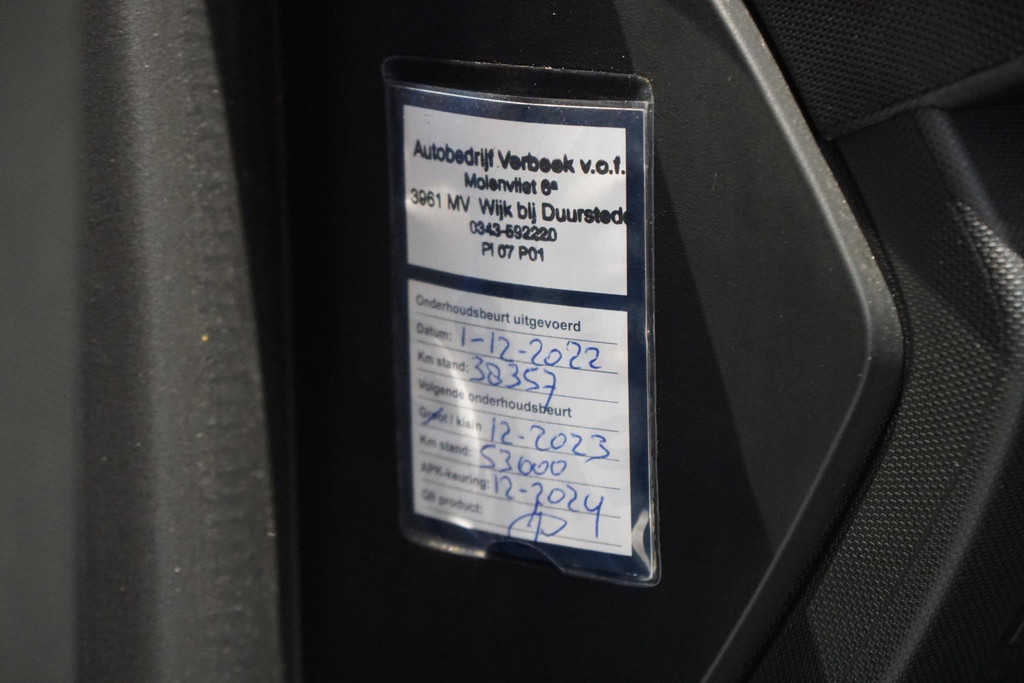 Autobedrijf Verbeek v.o.f.
Molenvliet 6ª
3961 MV Wijk bij Duurstede
0343-592220
PI 07 P01
Onderhoudsbeurt uitgevoerd
Datum: 1-12-2022
Km stand: 38357
Volgende onderhoudsbeurt
Groot / klein 12-2023
Km stand: 53000
APK-keuring: 12-2024
Oil product: